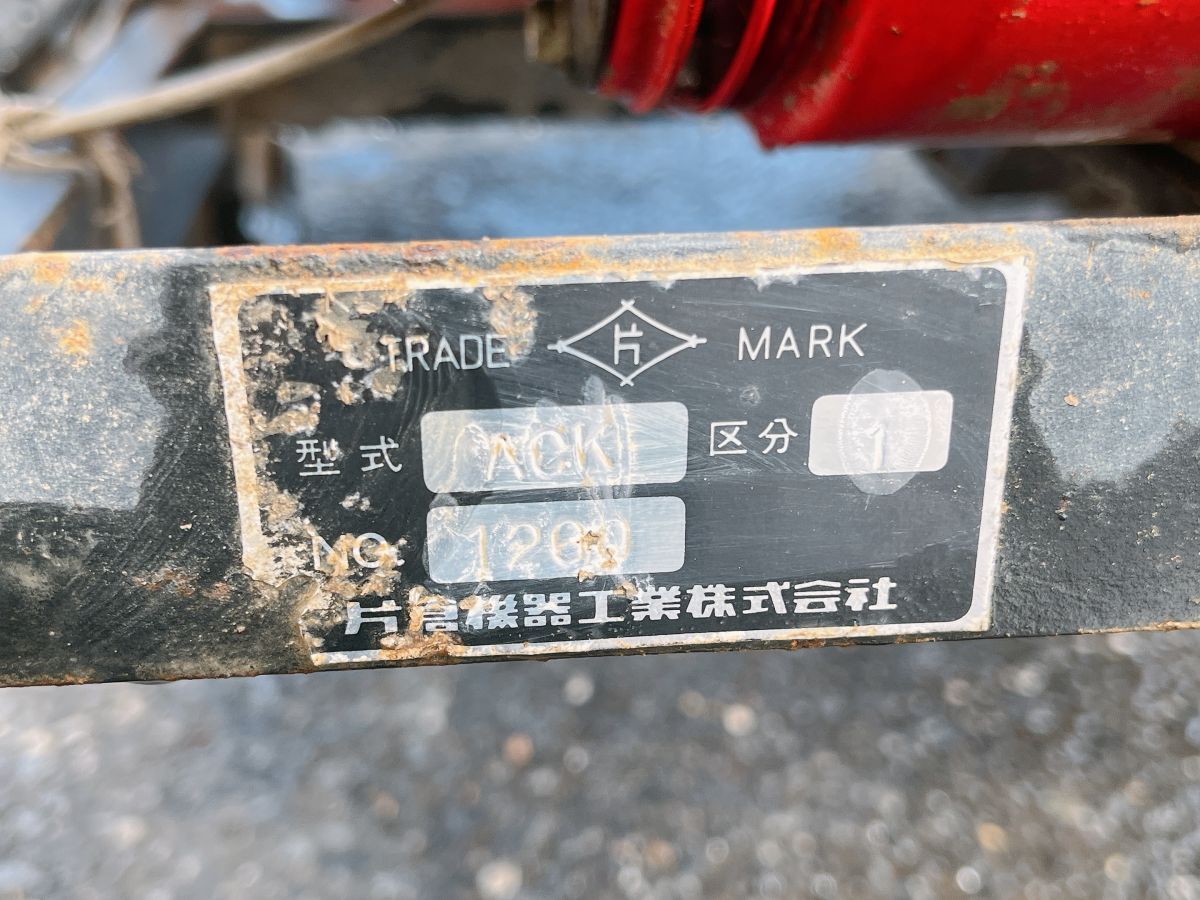 TRADE 片 MARK
型式 ACK 区分 1
NO. 1200
片倉機器工業株式会社